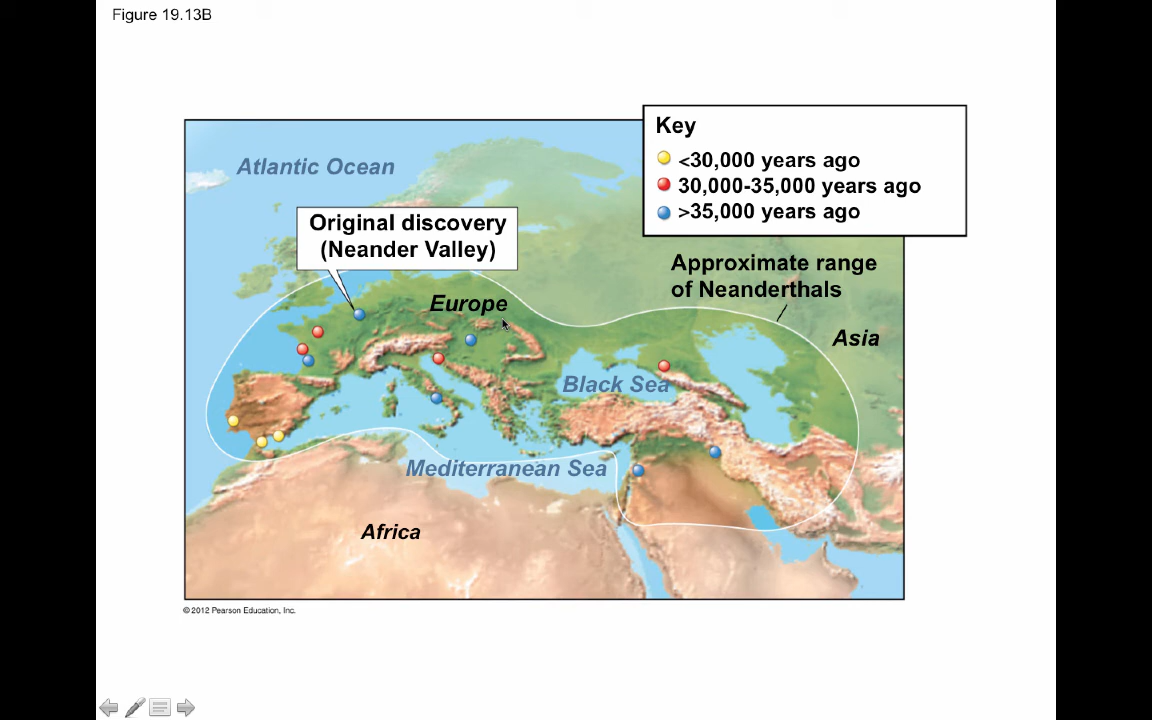 Figure 19.13B
Key
<30,000 years ago
30,000-35,000 years ago
>35,000 years ago
Atlantic Ocean
Original discovery
(Neander Valley)
Approximate range
of Neanderthals
Europe
Asia
Black Sea
Mediterranean Sea
Africa
© 2012 Pearson Education, Inc.